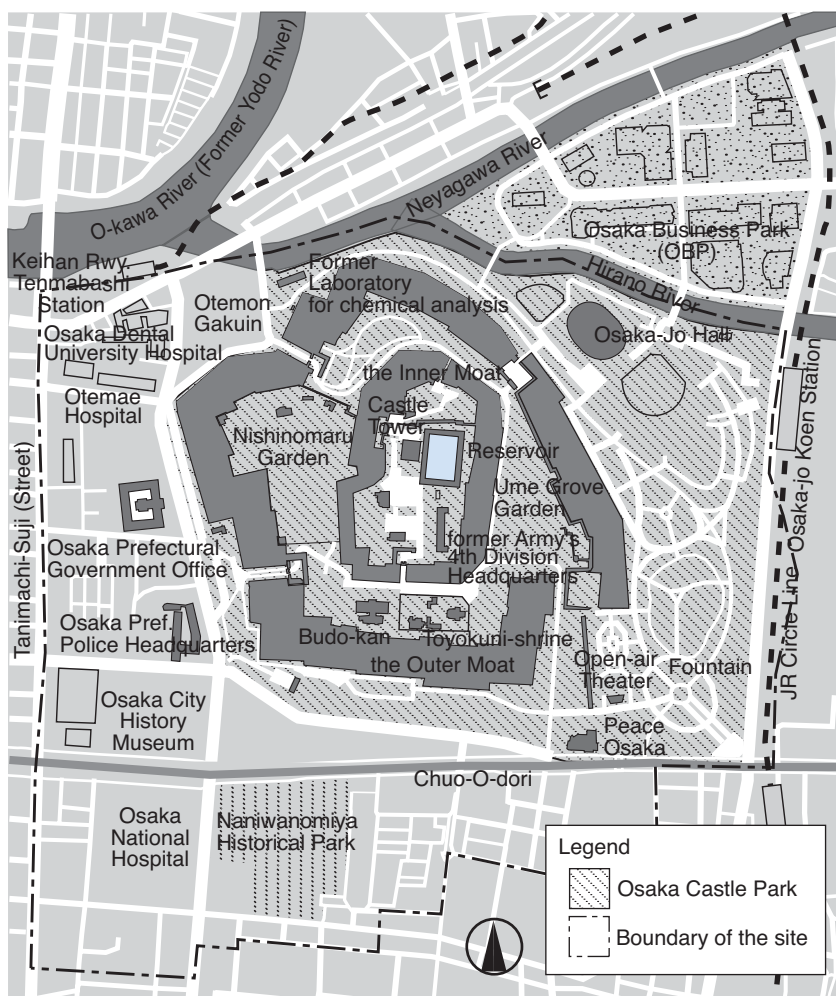 O-kawa River (Former Yodo River)
Neyagawa River
Osaka Business Park
(OBP)
Hirano River
Keihan Rwy
Tenmabashi
Station
Former
Laboratory
for chemical analysis
Otemon
Gakuin
Osaka Dental
University Hospital
Osaka-Jo Hall
Otemae
Hospital
the Inner Moat
Castle
Tower
Nishinomaru
Garden
Reservoir
Ume Grove
Garden
former Army's
4th Division
Headquarters
Tanimachi-Suji (Street)
JR Circle Line Osaka-jo Koen Station
Osaka Prefectural
Government Office
Osaka Pref.
Police Headquarters
Budo-kan
Toyokuni-shrine
the Outer Moat
Open-air
Theater
Fountain
Osaka City
History
Museum
Peace
Osaka
Chuo-O-dori
Osaka
National
Hospital
Naniwanomiya
Historical Park
Legend
Osaka Castle Park
Boundary of the site